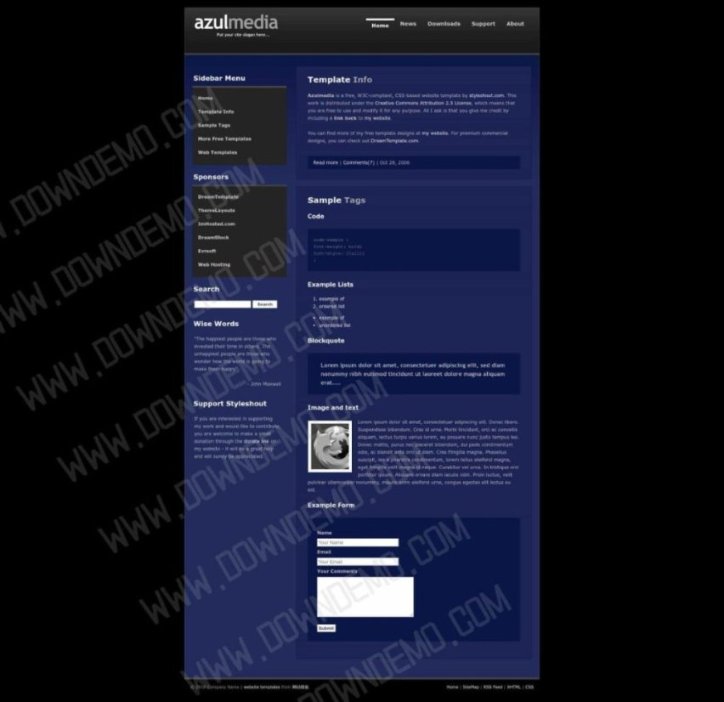 azulmedia
Put your site slogan here...
Home
News
Downloads
Support
About
Sidebar Menu
Home
Template Info
Sample Tags
More Free Templates
Web Templates
Sponsors
DreamTemplate
ThemeLayouts
ImHosted.com
DreamStock
Evrsoft
Web Hosting
Search
Search
Wise Words
"The happiest people are those who
invested their time in others. The
unhappiest people are those who
wonder how the world is going to
make them happy."
- John Maxwell
Support Styleshout
If you are interested in supporting
my work and would like to contribute,
you are welcome to make a small
donation through the donate link on
my website - it will be a great help
and will surely be appreciated.
Template Info
Azulmedia is a free, W3C-compliant, CSS-based website template by styleshout.com. This
work is distributed under the Creative Commons Attribution 2.5 License, which means that
you are free to use and modify it for any purpose. All I ask is that you give me credit by
including a link back to my website.
You can find more of my free template designs at my website. For premium commercial
designs, you can check out DreamTemplate.com.
Read more | Comments(7) | Oct 28, 2006
Sample Tags
Code
code-sample {
font-weight: bold;
font-style: italic;
}
Example Lists
1. example of
2. ordered list
• example of
• unordered list
Blockquote
Lorem ipsum dolor sit amet, consectetuer adipiscing elit, sed diam
nonummy nibh euismod tincidunt ut laoreet dolore magna aliquam
erat....
Image and text
Lorem ipsum dolor sit amet, consectetuer adipiscing elit. Donec libero.
Suspendisse bibendum. Cras id urna. Morbi tincidunt, orci ac convallis
aliquam, lectus turpis varius lorem, eu posuere nunc justo tempus leo.
Donec mattis, purus nec placerat bibendum, dui pede condimentum
odio, ac blandit ante orci ut diam. Cras fringilla magna. Phasellus
suscipit, leo a pharetra condimentum, lorem tellus eleifend magna,
eget fringilla velit magna id neque. Curabitur vel urna. In tristique orci
porttitor ipsum. Aliquam ornare diam iaculis nibh. Proin luctus, velit
pulvinar ullamcorper nonummy, mauris enim eleifend urna, congue egestas elit lectus eu
est.
Example Form
Name
Your Name
Email
Your Email
Your Comments
Submit
Company Name | website templates from
Home | SiteMap | RSS Feed | XHTML | CSS
WWW.DOWNDEMO.COM
WWW.DOWNDEMO.COM
WWW.DOWNDEMO.COM
WWW.DOWNDEMO.COM
WWW.DOWNDEMO.COM
WWW.DOWNDEMO.COM